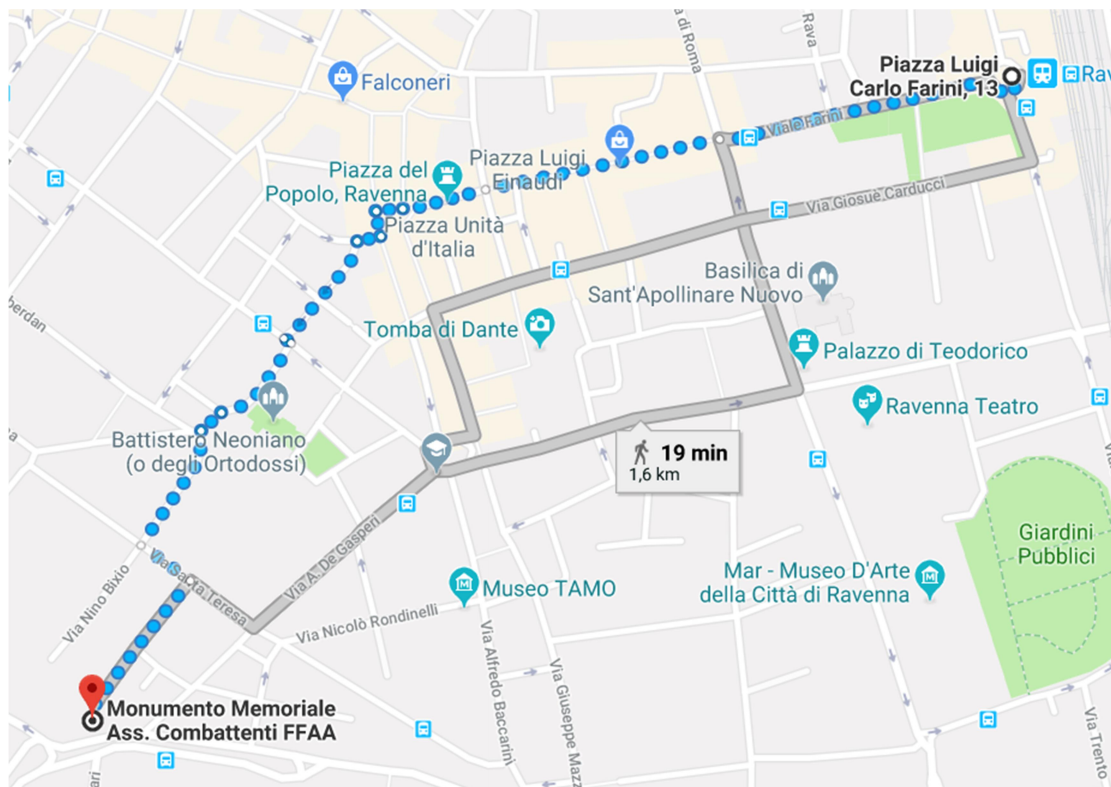 Falconeri
a di Roma
Rava
Piazza Luigi
Carlo Farini, 13
Rav
Viale Farini
Piazza del
Popolo, Ravenna
Piazza Luigi
Einaudi
Piazza Unità
d'Italia
Via Giosuè Carducci
Basilica di
Sant'Apollinare Nuovo
Tomba di Dante
berdan
Palazzo di Teodorico
Ravenna Teatro
Battistero Neoniano
(o degli Ortodossi)
19 min
1,6 km
Giardini
Pubblici
Via A. De Gasperi
Via Santa Teresa
Via Nino Bixio
Museo TAMO
Mar - Museo D'Arte
della Città di Ravenna
Via Nicolò Rondinelli
Via Alfredo Baccarini
Via Giuseppe Mazz
Monumento Memoriale
Ass. Combattenti FFAA
Via Trento
ari